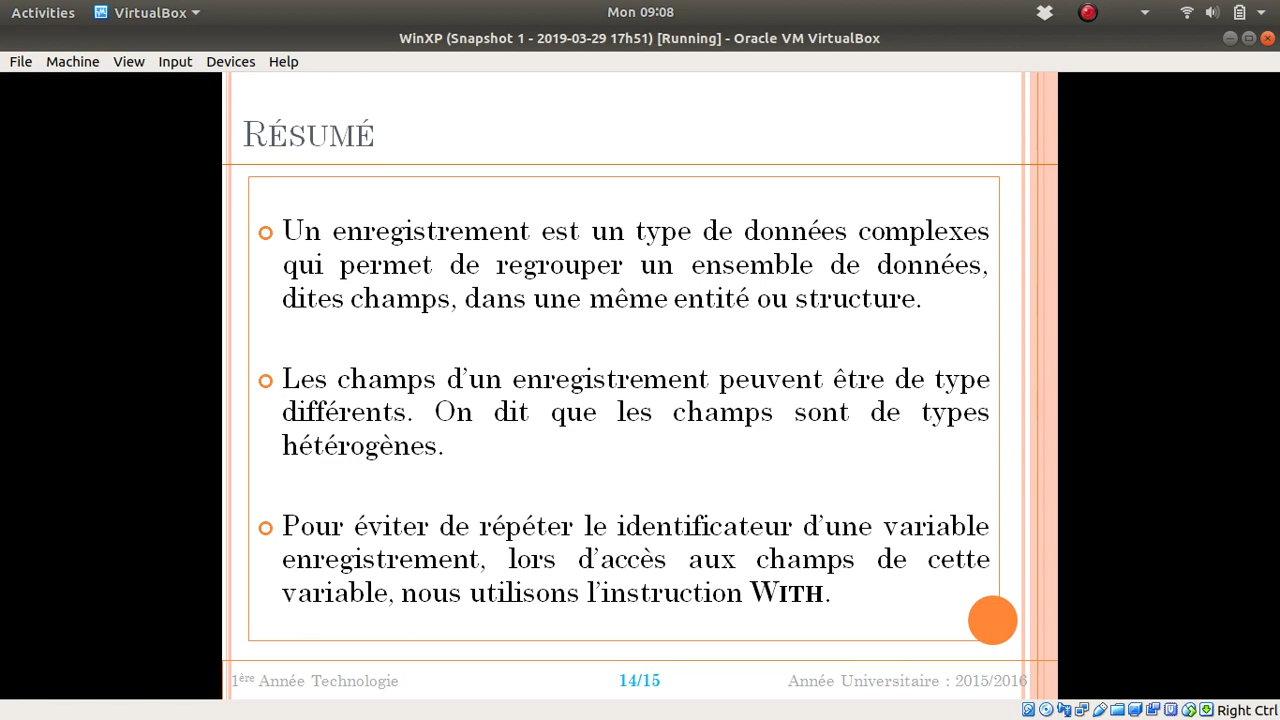 Activities VirtualBox Mon 09:08
WinXP (Snapshot 1 - 2019-03-29 17h51) [Running] - Oracle VM VirtualBox
File Machine View Input Devices Help
RÉSUMÉ
Un enregistrement est un type de données complexes
qui permet de regrouper un ensemble de données,
dites champs, dans une même entité ou structure.
Les champs d'un enregistrement peuvent être de type
différents. On dit que les champs sont de types
hétérogènes.
Pour éviter de répéter le identificateur d'une variable
enregistrement, lors d'accès aux champs de cette
variable, nous utilisons l'instruction WITH.
1ère Année Technologie 14/15 Année Universitaire : 2015/2016
Right Ctrl